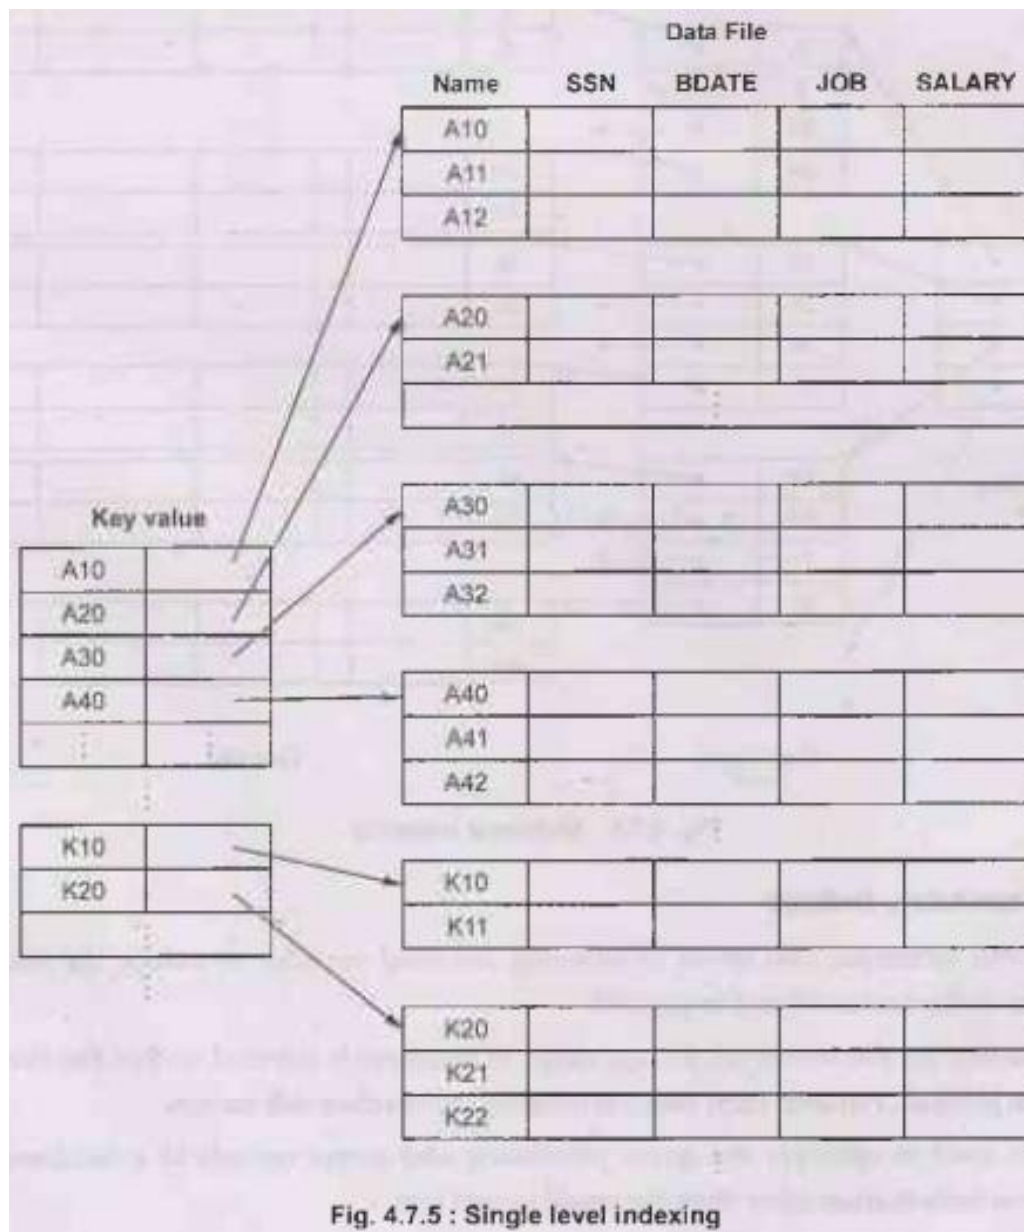 Data File
Name SSN BDATE JOB SALARY
A10
A11
A12
A20
A21
A30
A31
A32
A40
A41
A42
K10
K11
K20
K21
K22
Key value
A10
A20
A30
A40
K10
K20
Fig. 4.7.5 : Single level indexing